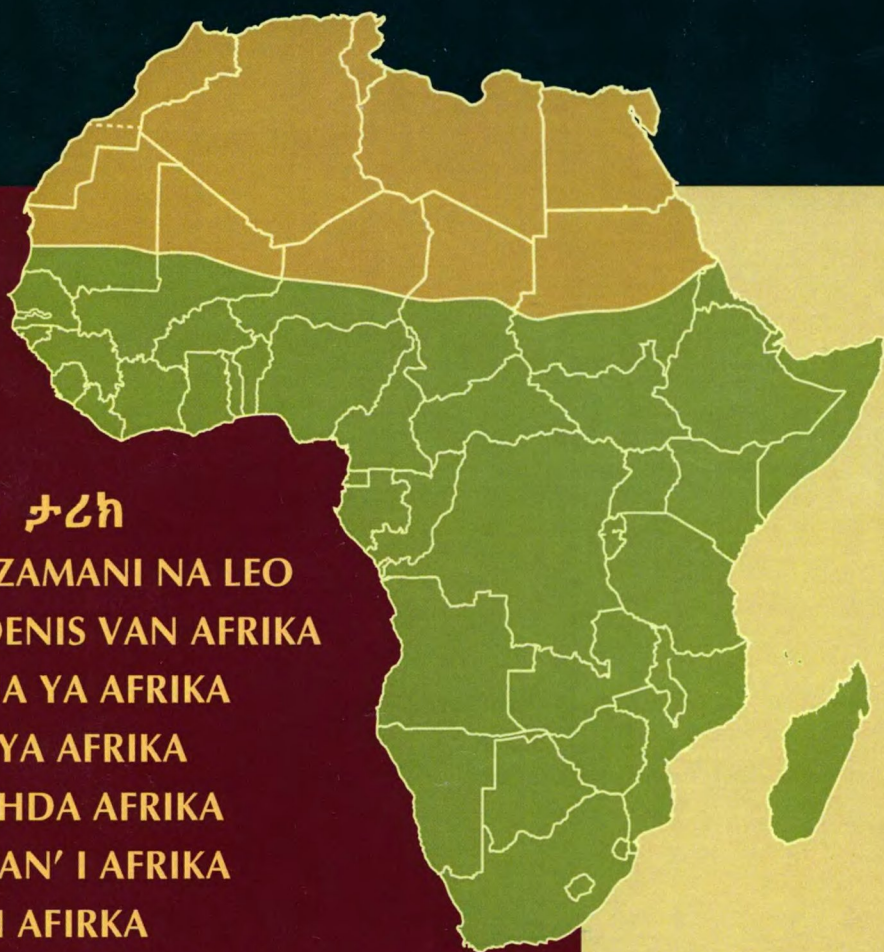 ታሪክ
ZAMANI NA LEO
DENIS VAN AFRIKA
A YA AFRIKA
YA AFRIKA
HDA AFRIKA
AN' I AFRIKA
I AFIRKA